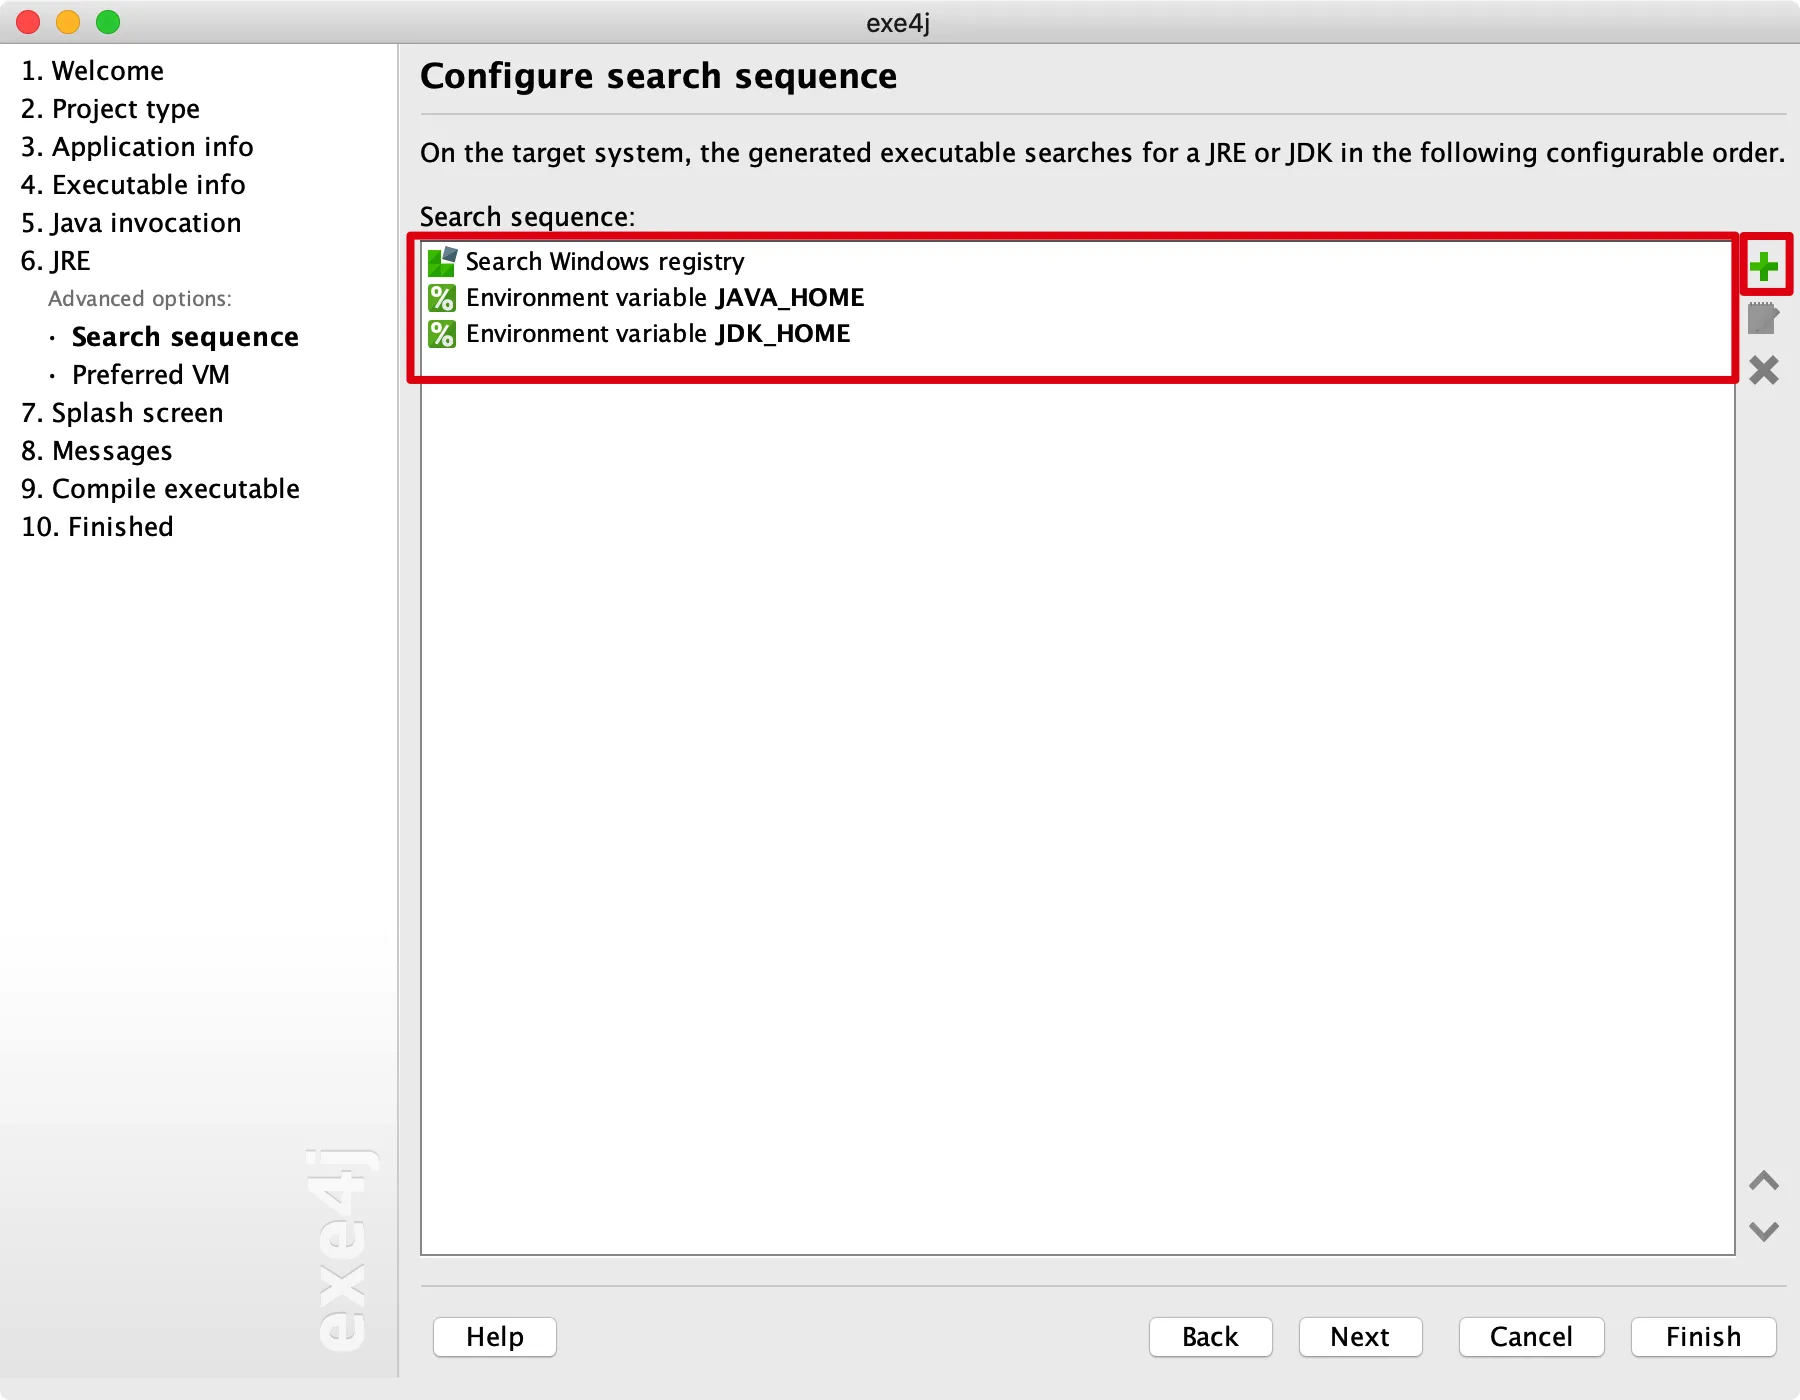 exe4j
1. Welcome
2. Project type
3. Application info
4. Executable info
5. Java invocation
6. JRE
Advanced options:
· Search sequence
· Preferred VM
7. Splash screen
8. Messages
9. Compile executable
10. Finished
exe4j
Configure search sequence
On the target system, the generated executable searches for a JRE or JDK in the following configurable order.
Search sequence:
Search Windows registry
% Environment variable JAVA_HOME
% Environment variable JDK_HOME
Help
Back
Next
Cancel
Finish